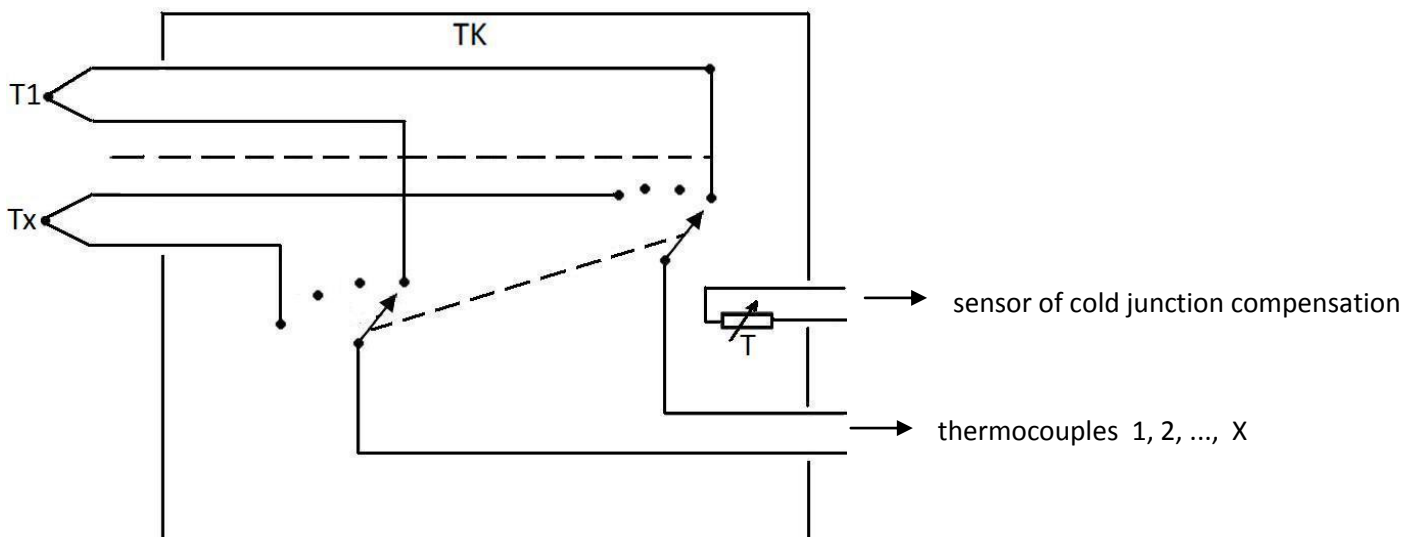 TK
T1
Tx
sensor of cold junction compensation
T
thermocouples 1, 2, ..., X